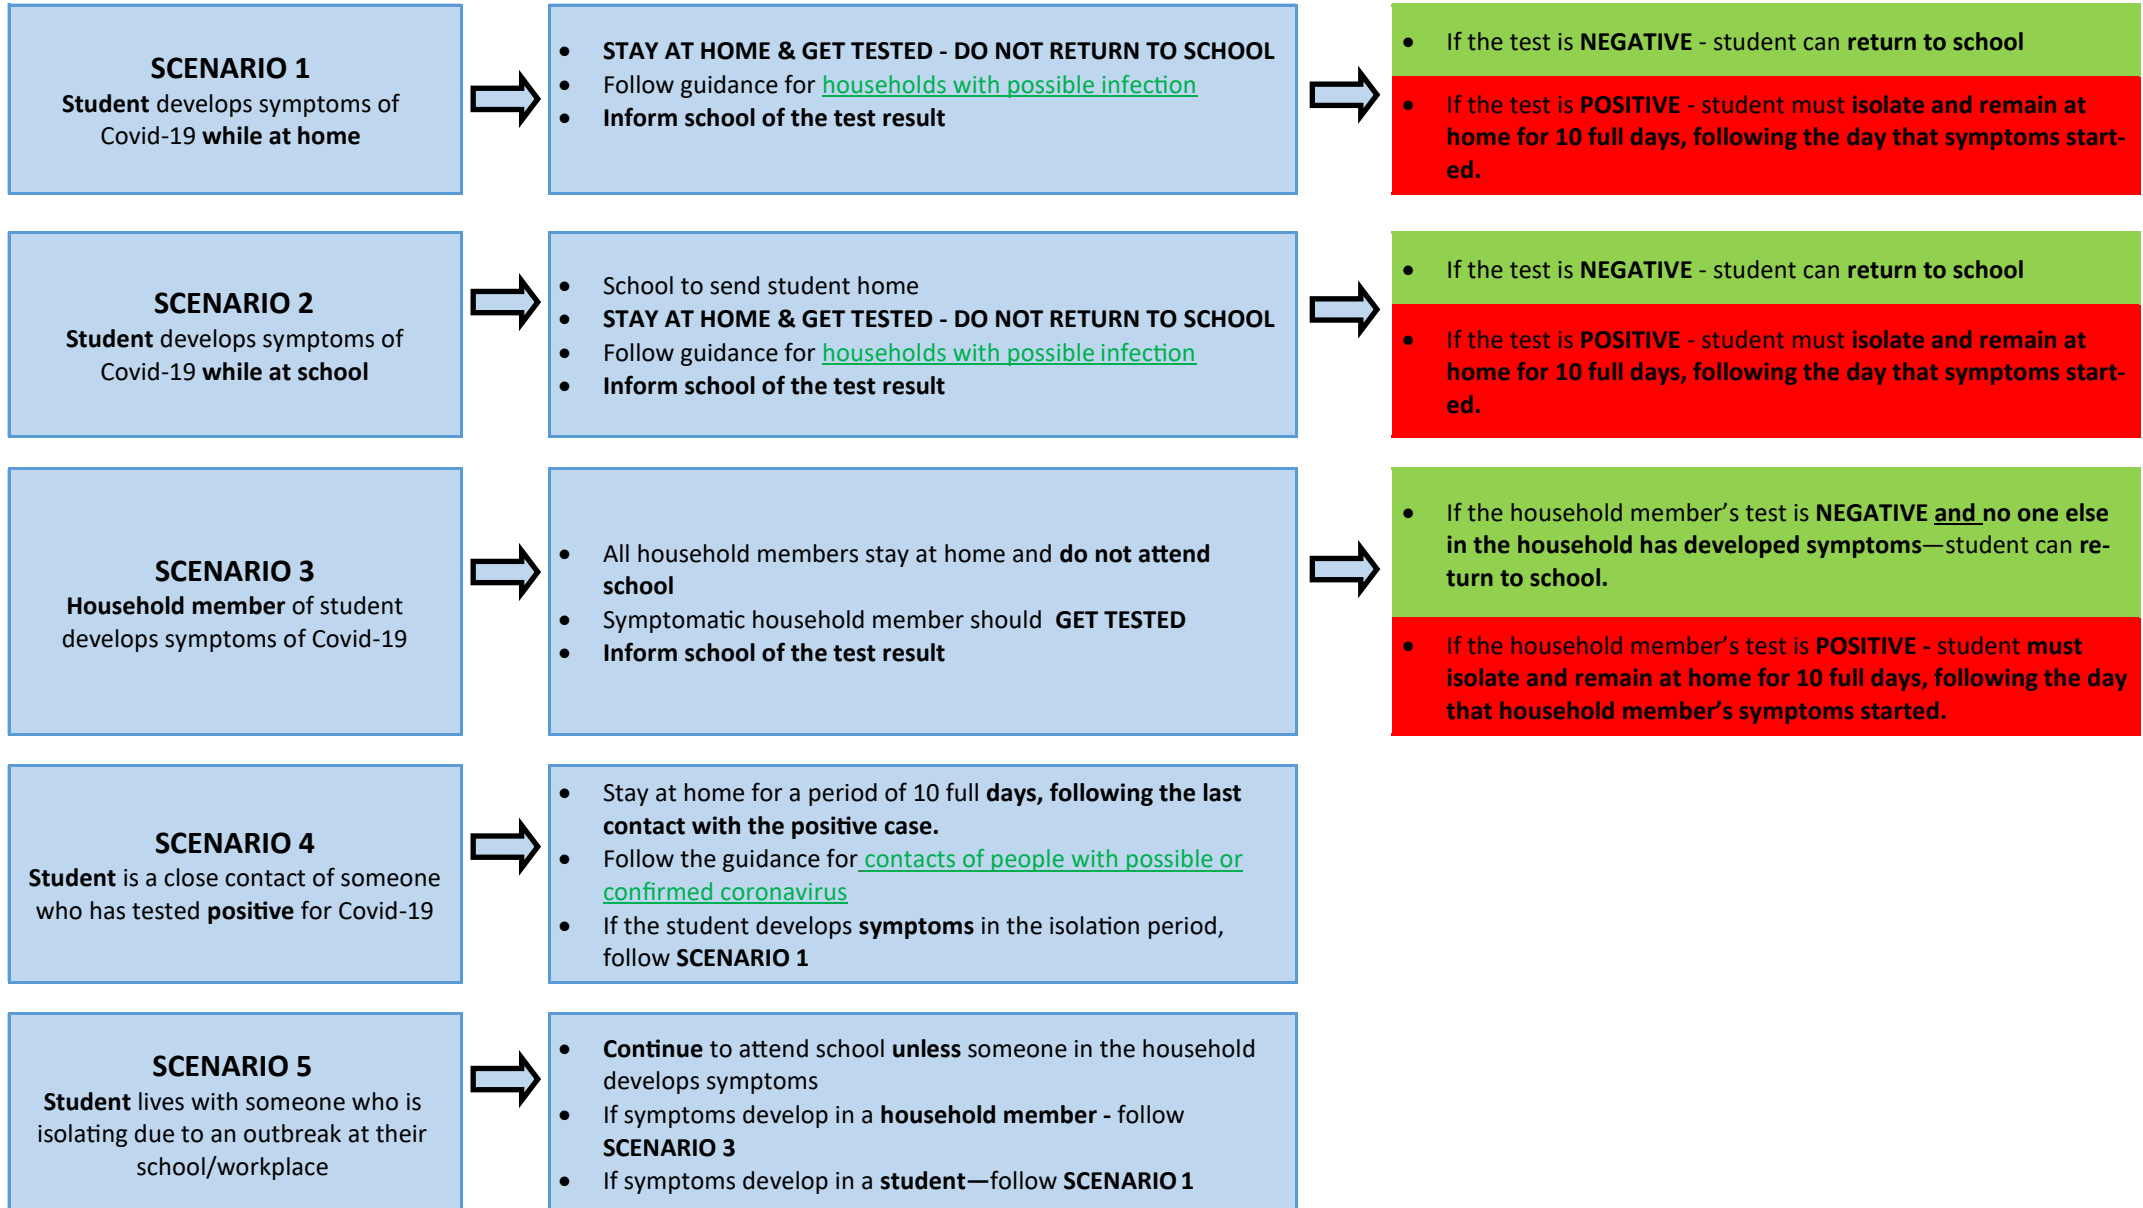 SCENARIO 1
Student develops symptoms of
Covid-19 while at home
• STAY AT HOME & GET TESTED - DO NOT RETURN TO SCHOOL
• Follow guidance for households with possible infection
• Inform school of the test result
• If the test is NEGATIVE - student can return to school
• If the test is POSITIVE - student must isolate and remain at
home for 10 full days, following the day that symptoms start-
ed.
SCENARIO 2
Student develops symptoms of
Covid-19 while at school
• School to send student home
• STAY AT HOME & GET TESTED - DO NOT RETURN TO SCHOOL
• Follow guidance for households with possible infection
• Inform school of the test result
• If the test is NEGATIVE - student can return to school
• If the test is POSITIVE - student must isolate and remain at
home for 10 full days, following the day that symptoms start-
ed.
SCENARIO 3
Household member of student
develops symptoms of Covid-19
• All household members stay at home and do not attend
school
• Symptomatic household member should GET TESTED
• Inform school of the test result
• If the household member’s test is NEGATIVE and no one else
in the household has developed symptoms—student can re-
turn to school.
• If the household member’s test is POSITIVE - student must
isolate and remain at home for 10 full days, following the day
that household member’s symptoms started.
SCENARIO 4
Student is a close contact of someone
who has tested positive for Covid-19
• Stay at home for a period of 10 full days, following the last
contact with the positive case.
• Follow the guidance for contacts of people with possible or
confirmed coronavirus
• If the student develops symptoms in the isolation period,
follow SCENARIO 1
SCENARIO 5
Student lives with someone who is
isolating due to an outbreak at their
school/workplace
• Continue to attend school unless someone in the household
develops symptoms
• If symptoms develop in a household member - follow
SCENARIO 3
• If symptoms develop in a student—follow SCENARIO 1